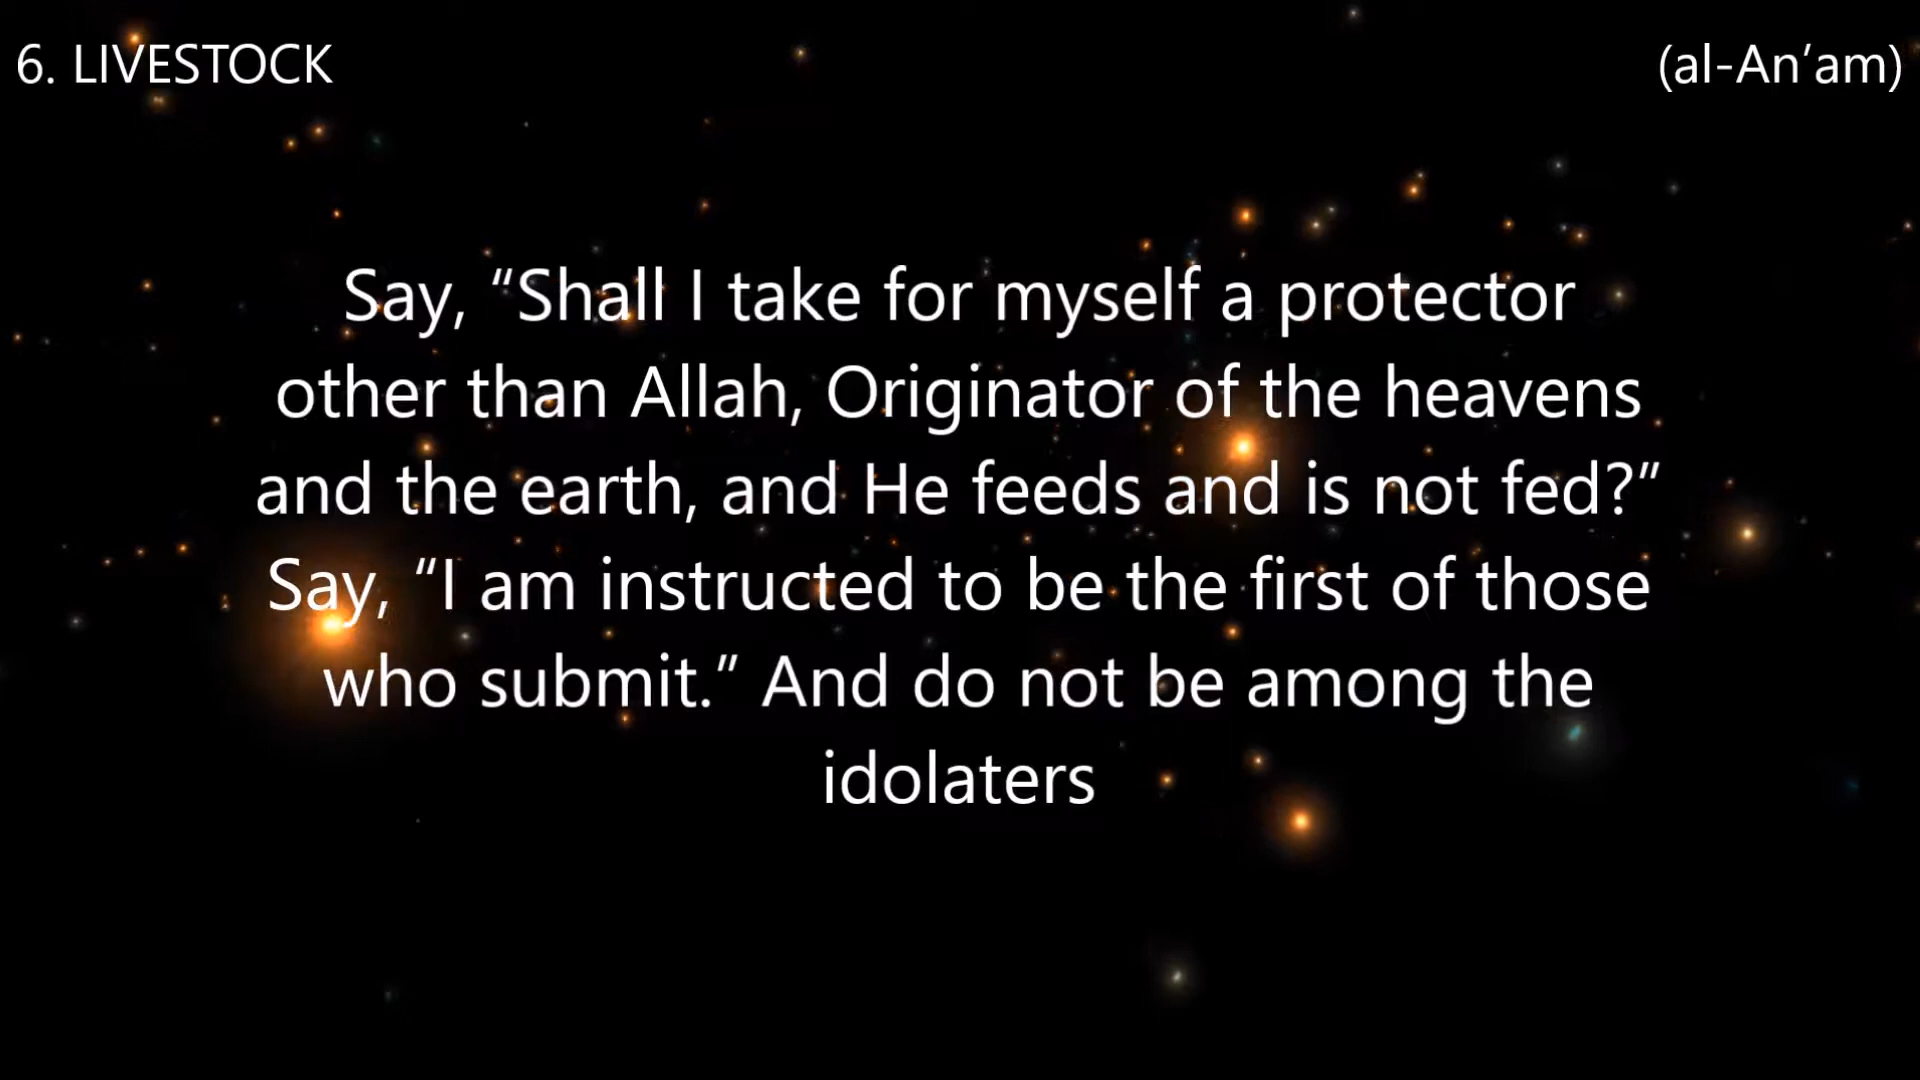 6. LIVESTOCK
(al-An’am)
Say, “Shall I take for myself a protector
other than Allah, Originator of the heavens
and the earth, and He feeds and is not fed?”
Say, “I am instructed to be the first of those
who submit.” And do not be among the
idolaters